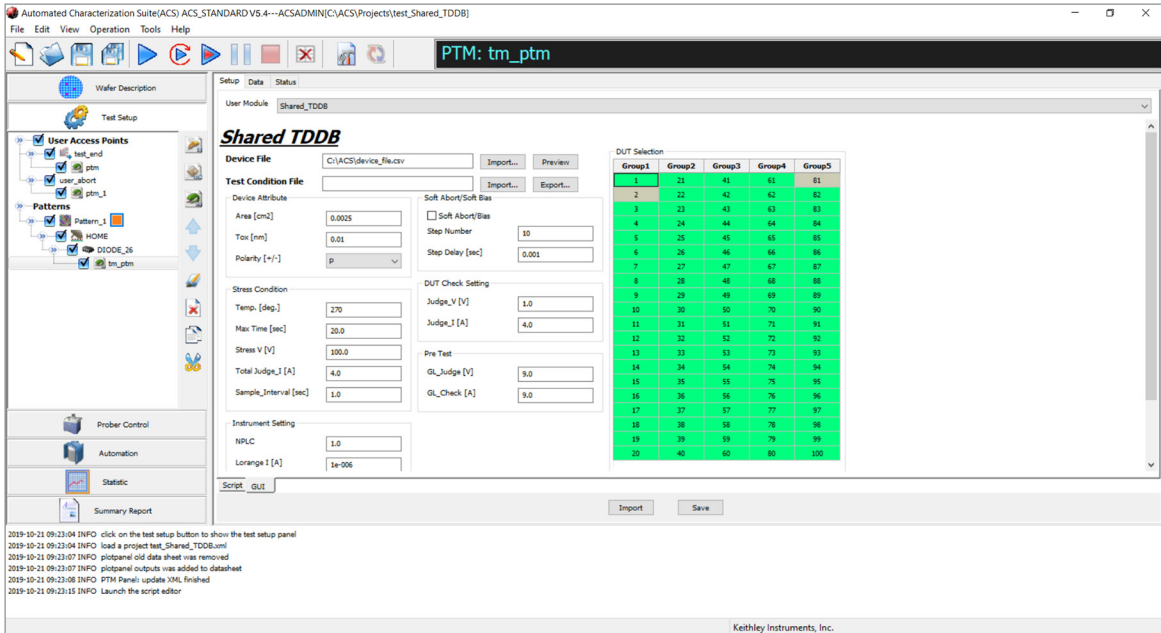 Automated Characterization Suite(ACS) ACS_STANDARD V5.4---ACSADMIN[C:\ACS\Projects\test_Shared_TDDB]
File Edit View Operation Tools Help
PTM: tm_ptm
Wafer Description
Test Setup
User Access Points
test_end
ptm
user_abort
ptm_1
Patterns
Pattern_1
HOME
DIODE_26
tm_ptm
Prober Control
Automation
Statistic
Summary Report
Setup Data Status
User Module Shared_TDDB
Shared TDDB
Device File C:\ACS\device_file.csv Import... Preview
Test Condition File Import... Export...
Device Attribute
Area [cm2] 0.0025
Tox [nm] 0.01
Polarity [+/-] P
Stress Condition
Temp. [deg.] 270
Max Time [sec] 20.0
Stress V [V] 100.0
Total Judge_I [A] 4.0
Sample_Interval [sec] 1.0
Instrument Setting
NPLC 1.0
Lorange I [A] 1e-006
Soft Abort/Soft Bias
Soft Abort/Bias
Step Number 10
Step Delay [sec] 0.001
DUT Check Setting
Judge_V [V] 1.0
Judge_I [A] 4.0
Pre Test
GL_Judge [V] 9.0
GL_Check [A] 9.0
DUT Selection
Group1 Group2 Group3 Group4 Group5
1 21 41 61 81
2 22 42 62 82
3 23 43 63 83
4 24 44 64 84
5 25 45 65 85
6 26 46 66 86
7 27 47 67 87
8 28 48 68 88
9 29 49 69 89
10 30 50 70 90
11 31 51 71 91
12 32 52 72 92
13 33 53 73 93
14 34 54 74 94
15 35 55 75 95
16 36 56 76 96
17 37 57 77 97
18 38 58 78 98
19 39 59 79 99
20 40 60 80 100
Script GUI
Import Save
2019-10-21 09:23:04 INFO click on the test setup button to show the test setup panel
2019-10-21 09:23:04 INFO load a project test_Shared_TDDB.xml
2019-10-21 09:23:07 INFO plotpanel old data sheet was removed
2019-10-21 09:23:07 INFO plotpanel outputs was added to datasheet
2019-10-21 09:23:08 INFO PTM Panel: update XML finished
2019-10-21 09:23:15 INFO Launch the script editor
Keithley Instruments, Inc.